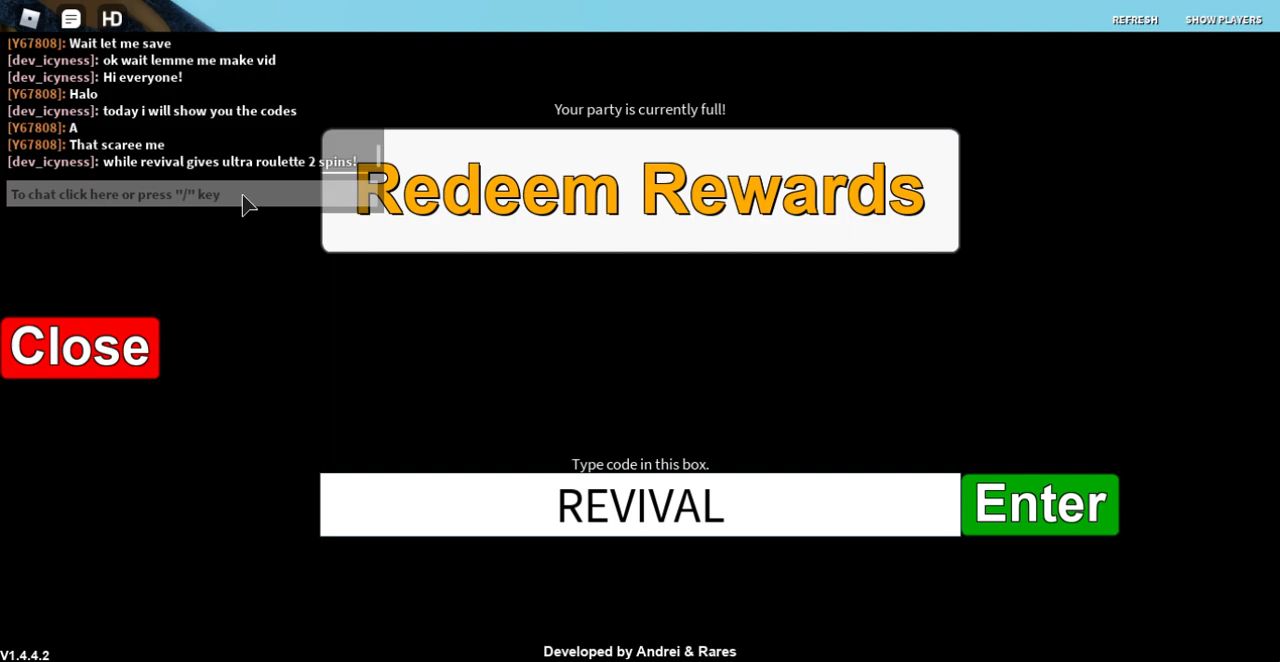 HD
REFRESH
SHOW PLAYERS
[Y67808]: Wait let me save
[dev_icyness]: ok wait lemme me make vid
[dev_icyness]: Hi everyone!
[Y67808]: Halo
[dev_icyness]: today i will show you the codes
[Y67808]: A
[Y67808]: That scaree me
[dev_icyness]: while revival gives ultra roulette 2 spins!
To chat click here or press "/" key
Your party is currently full!
Redeem Rewards
Close
Type code in this box.
REVIVAL
Enter
V1.4.4.2
Developed by Andrei & Rares